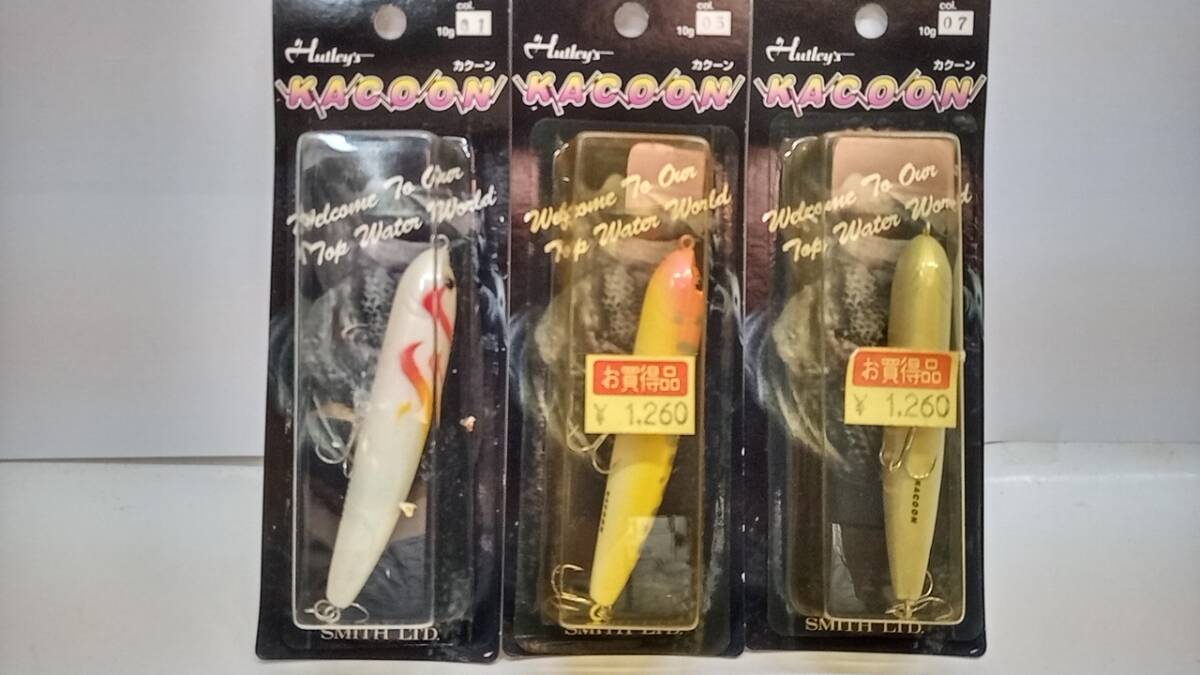 col.
10g 01
Hutley's
カクーン
KACOON
Welcome To Our
Top Water World
SMITH LTD.
col.
10g 05
Hutley's
カクーン
KACOON
Welcome To Our
Top Water World
お買得品
¥ 1.260
KACOON
SMITH LTD.
col.
10g 07
Hutley's
カクーン
KACOON
Welcome To Our
Top Water World
お買得品
¥ 1.260
KACOON
SMITH LTD.